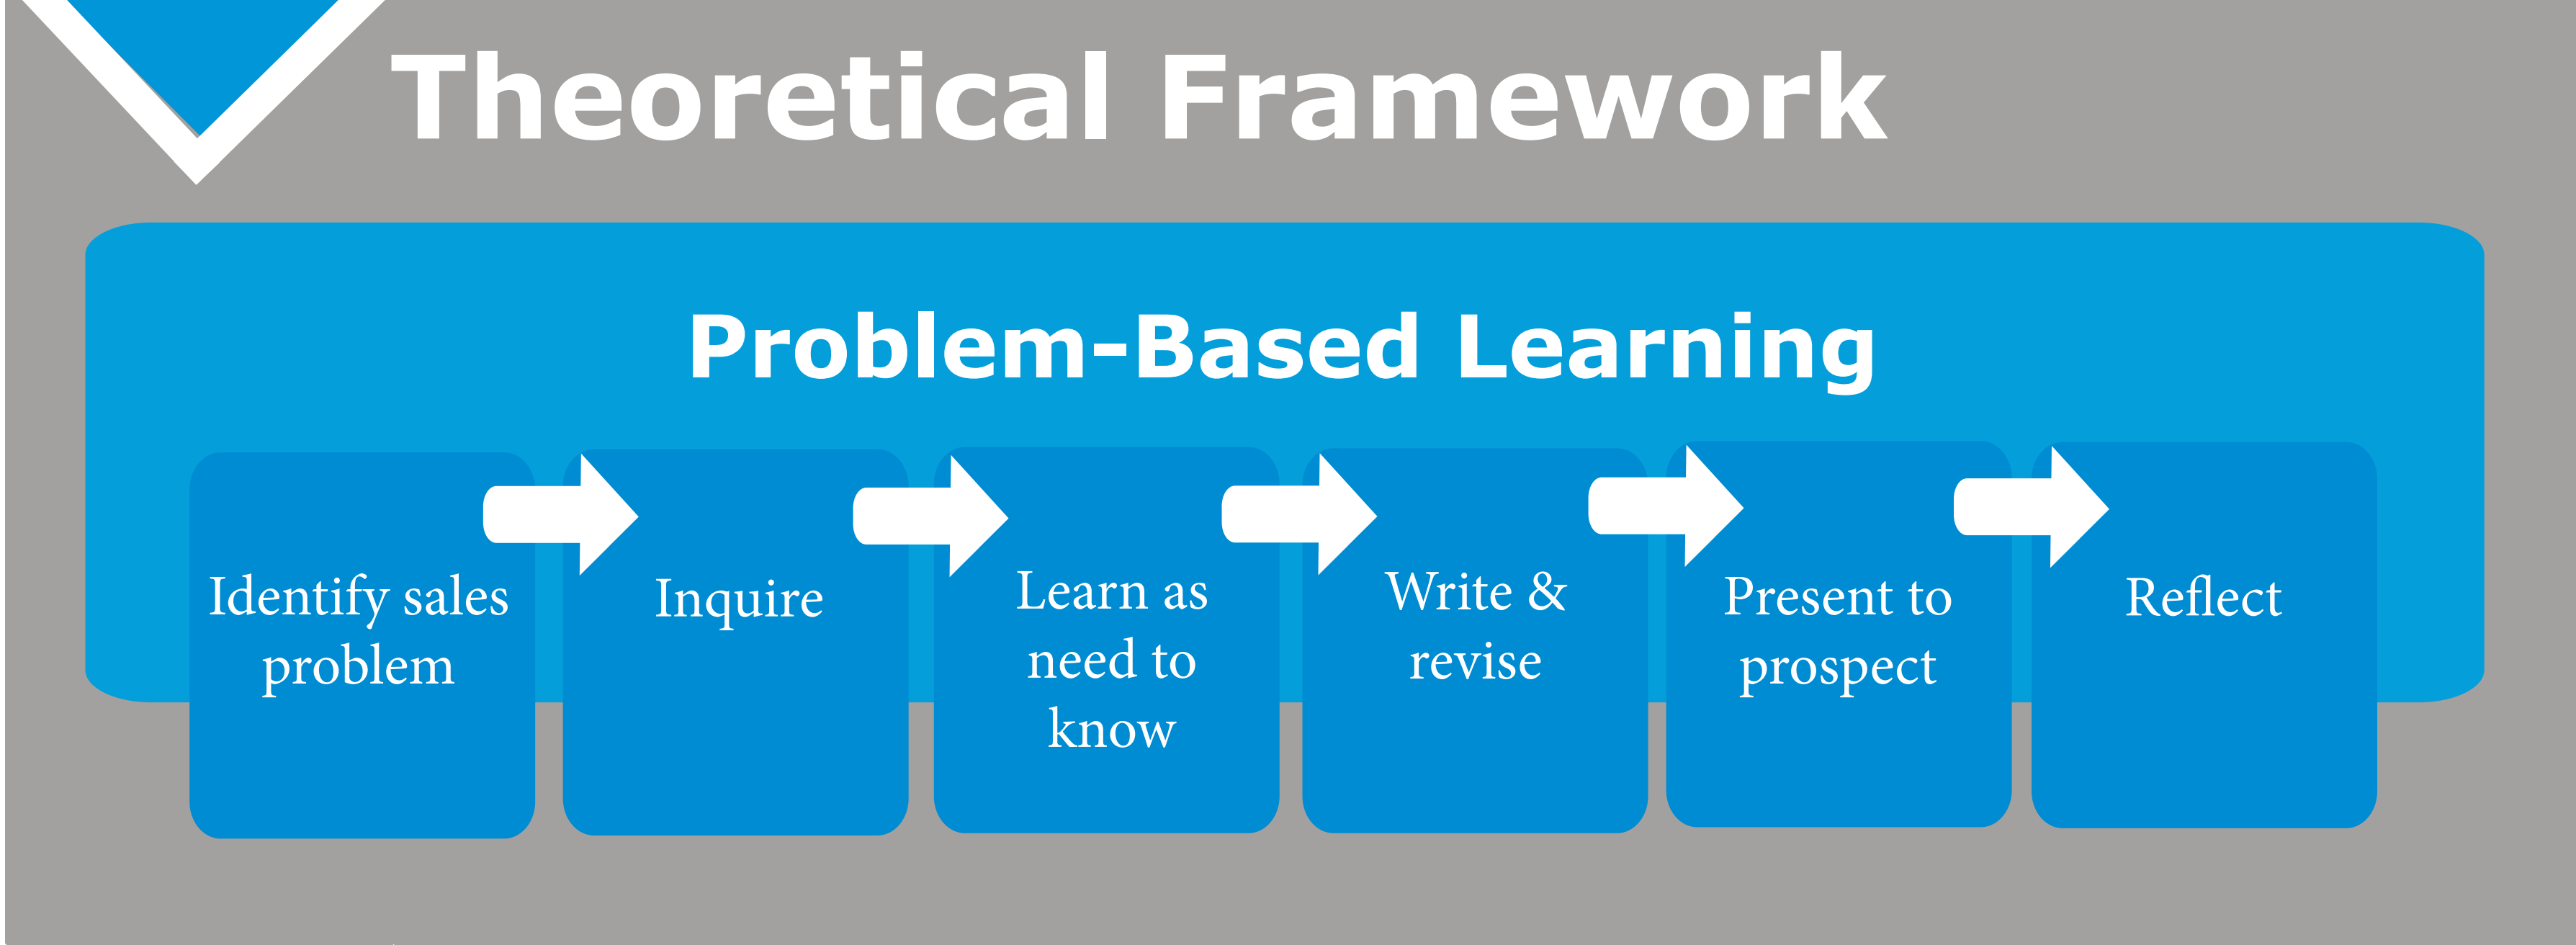 Theoretical Framework
Problem-Based Learning
Identify sales
problem
Inquire
Learn as
need to
know
Write &
revise
Present to
prospect
Reflect